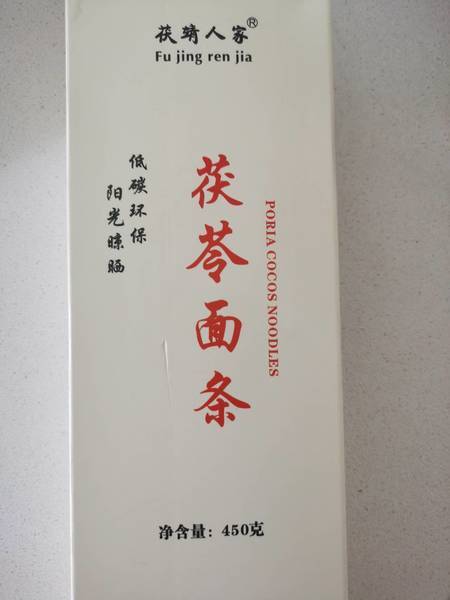 茯靖人家®
Fu jing ren jia
低碳环保
阳光晾晒
茯苓面条
PORIA COCOS NOODLES
净含量：450克